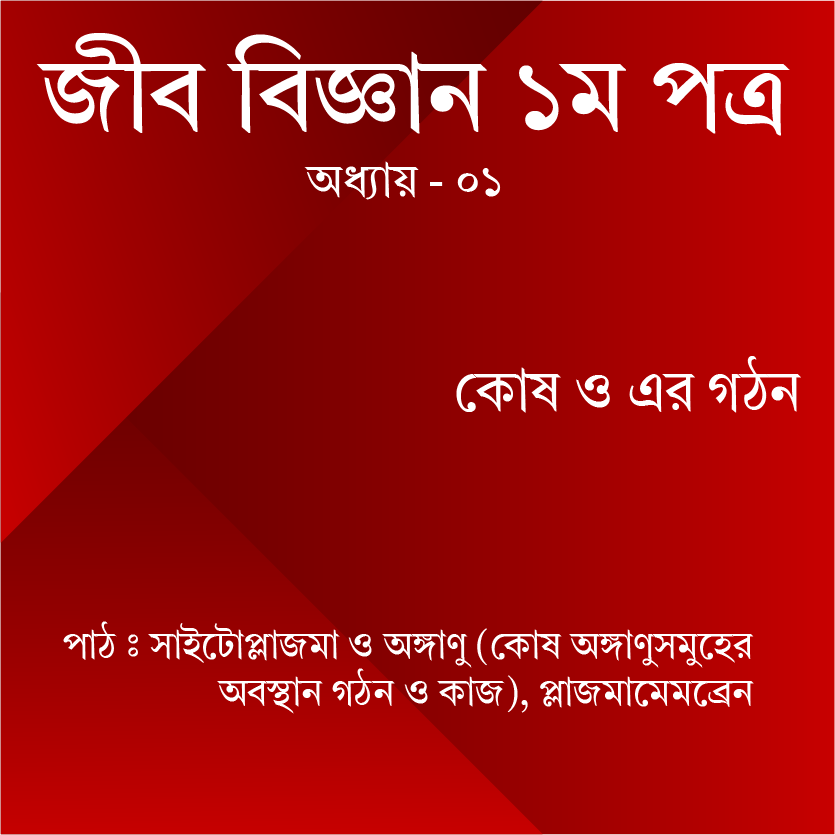 জীব বিজ্ঞান ১ম পত্র
অধ্যায় - ০১
কোষ ও এর গঠন
পাঠ ঃ সাইটোপ্লাজমা ও অঙ্গাণু (কোষ অঙ্গাণুসমুহের
অবস্থান গঠন ও কাজ), প্লাজমামেমব্রেন